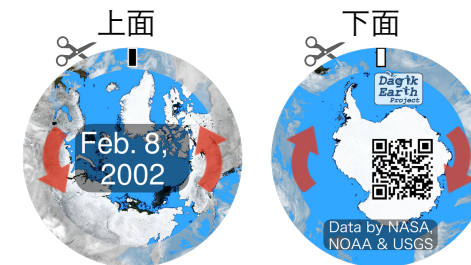 上面
下面
Feb. 8,
2002
Dagik
Earth
Project
Data by NASA,
NOAA & USGS